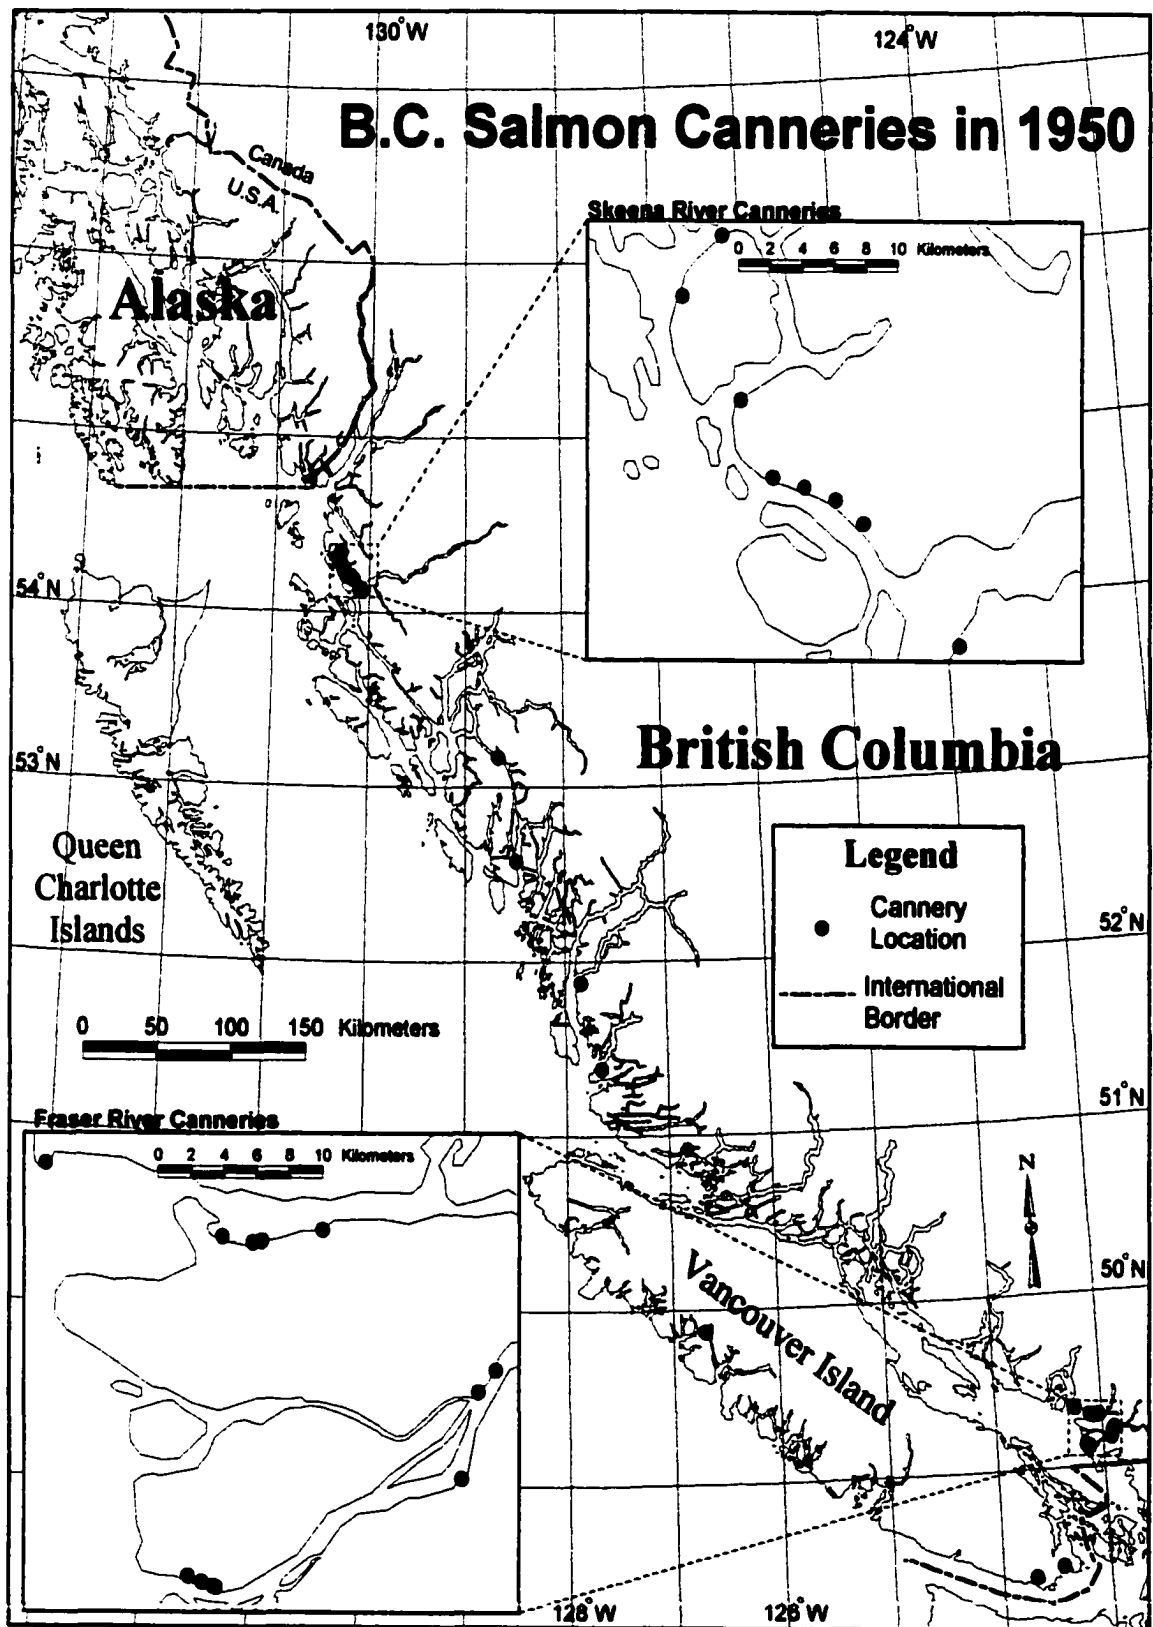 130°W
124°W
B.C. Salmon Canneries in 1950
Canada
U.S.A.
Skeena River Canneries
0 2 4 6 8 10 Kilometers
Alaska
54°N
53°N
British Columbia
Queen
Charlotte
Islands
Legend
Cannery
Location
International
Border
52°N
0 50 100 150 Kilometers
51°N
Fraser River Canneries
0 2 4 6 8 10 Kilometers
N
50°N
Vancouver Island
128°W
126°W